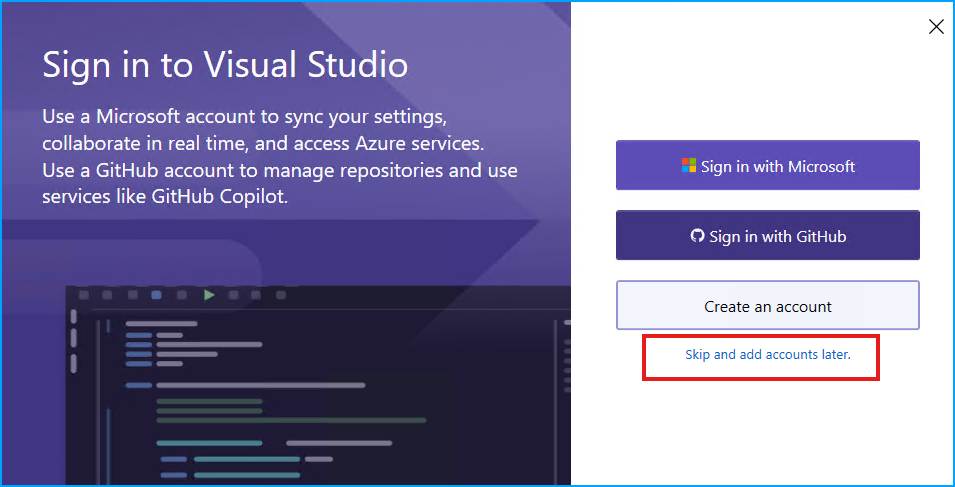 Sign in to Visual Studio
Use a Microsoft account to sync your settings,
collaborate in real time, and access Azure services.
Use a GitHub account to manage repositories and use
services like GitHub Copilot.
Sign in with Microsoft
Sign in with GitHub
Create an account
Skip and add accounts later.